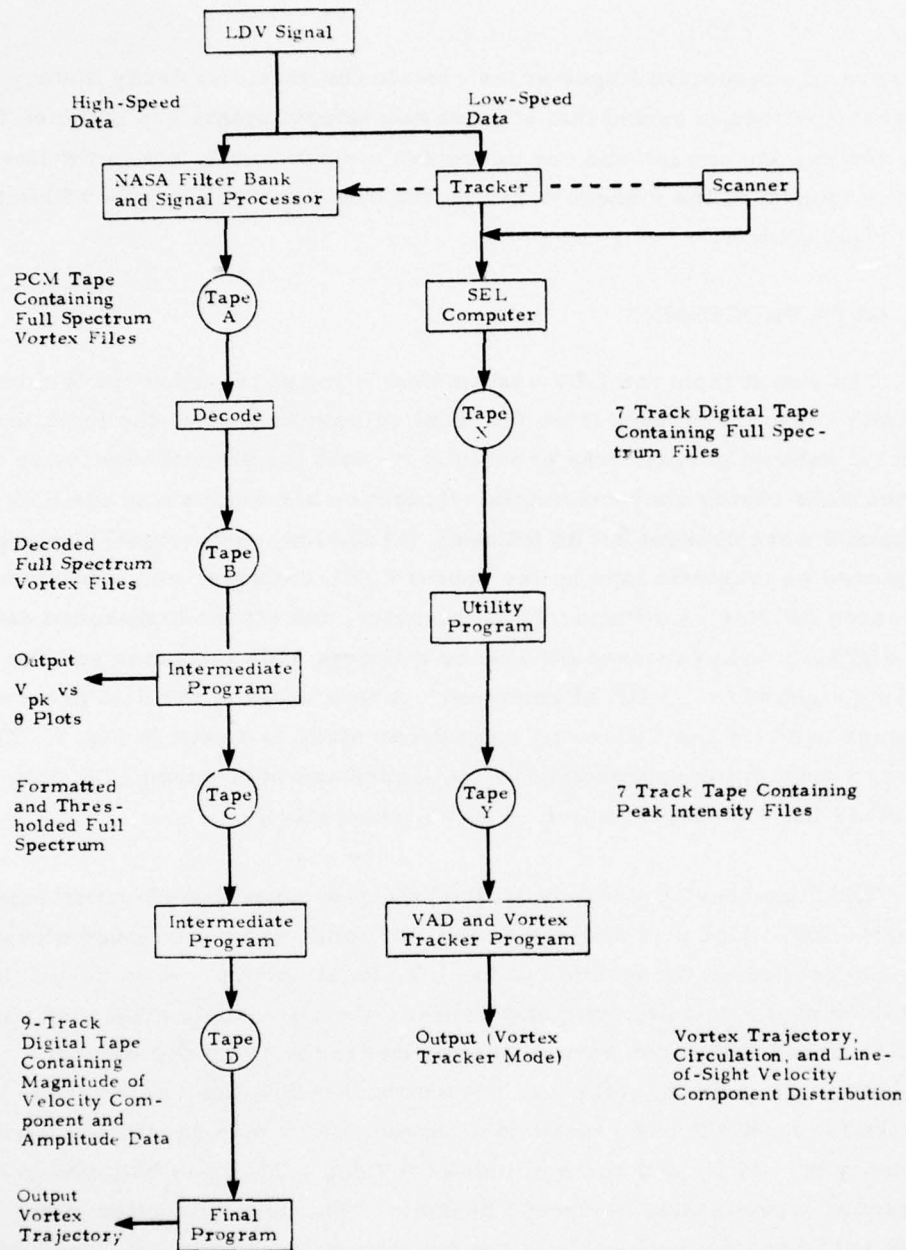 LDV Signal
High-Speed
Data
Low-Speed
Data
NASA Filter Bank
and Signal Processor
Tracker
Scanner
PCM Tape
Containing
Full Spectrum
Vortex Files
Tape
A
SEL
Computer
Decode
Tape
X
7 Track Digital Tape
Containing Full Spec-
trum Files
Decoded
Full Spectrum
Vortex Files
Tape
B
Utility
Program
Output
V pk vs
θ Plots
Intermediate
Program
Formatted
and Thres-
holded Full
Spectrum
Tape
C
Tape
Y
7 Track Tape Containing
Peak Intensity Files
Intermediate
Program
VAD and Vortex
Tracker Program
9-Track
Digital Tape
Containing
Magnitude of
Velocity Com-
ponent and
Amplitude Data
Tape
D
Output (Vortex
Tracker Mode)
Vortex Trajectory,
Circulation, and Line-
of-Sight Velocity
Component Distribution
Output
Vortex
Trajectory
Final
Program